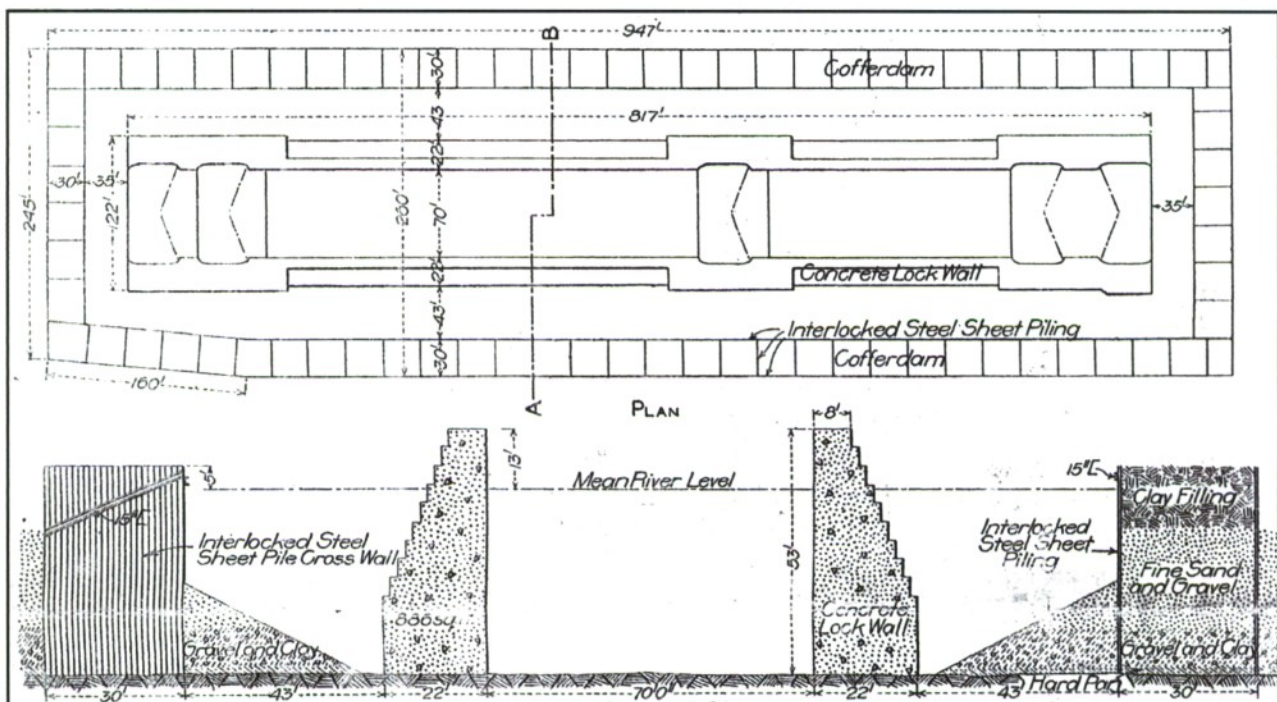 947'
Cofferdam
30'
B
43
817'
22'
30'
35'
245'
122'
260'
70'
35'
22'
Concrete Lock Wall
43'
Interlocked Steel Sheet Piling
30'
Cofferdam
160'
A
PLAN
8'
13'
5'
Mean River Level
15"[
15"[
Clay Filling
Interlocked Steel
Sheet Pile Cross Wall
53'
Interlocked
Steel Sheet
Piling
Fine Sand
and Gravel
Concrete
Lock Wall
Gravel and Clay
Gravel and Clay
30'
43'
22'
70'0"
22'
43'
Hard Pan
30'